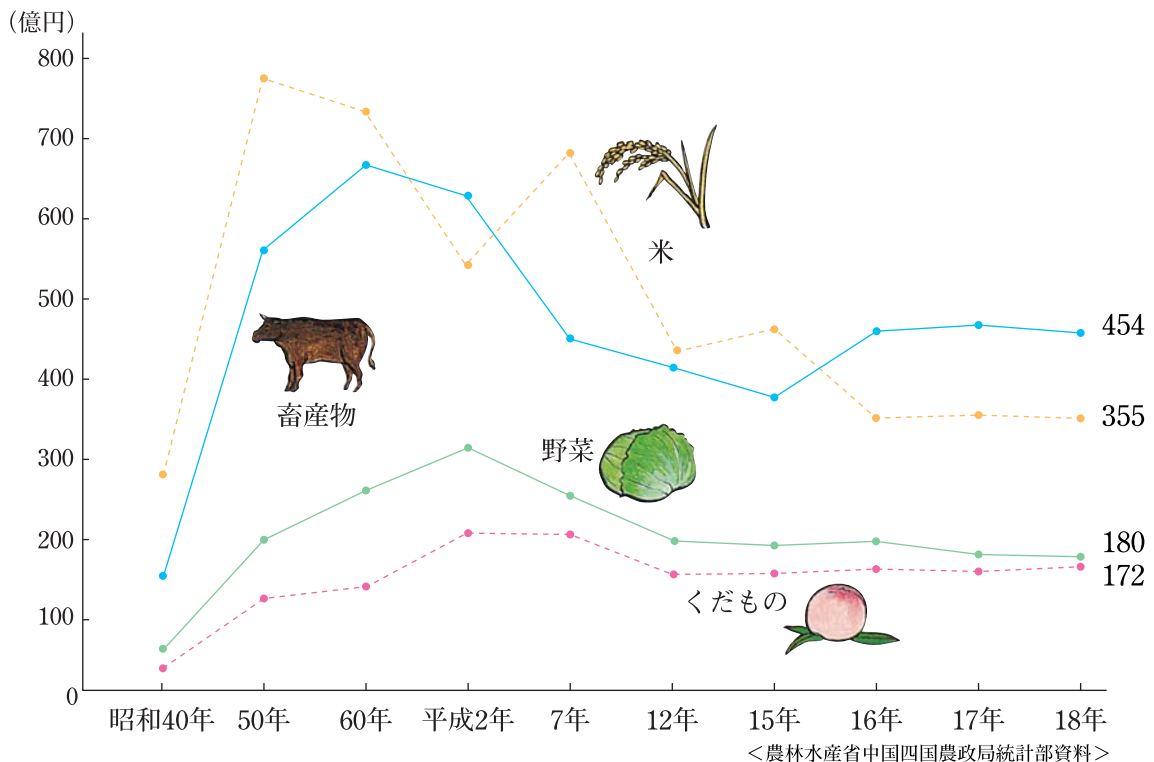 （億円）
800
700
600
500
400
300
200
100
0
米
畜産物
野菜
くだもの
454
355
180
172
昭和40年 50年 60年 平成2年 7年 12年 15年 16年 17年 18年
＜農林水産省中国四国農政局統計部資料＞